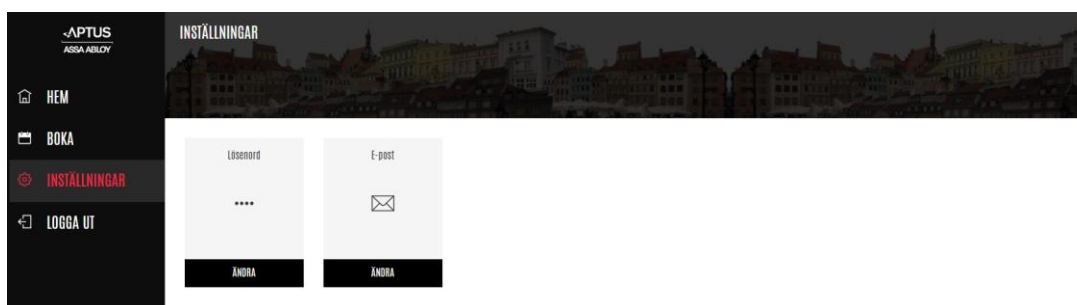 APTUS
ASSA ABLOY
HEM
BOKA
INSTÄLLNINGAR
LOGGA UT
INSTÄLLNINGAR
Lösenord
ÄNDRA
E-post
ÄNDRA